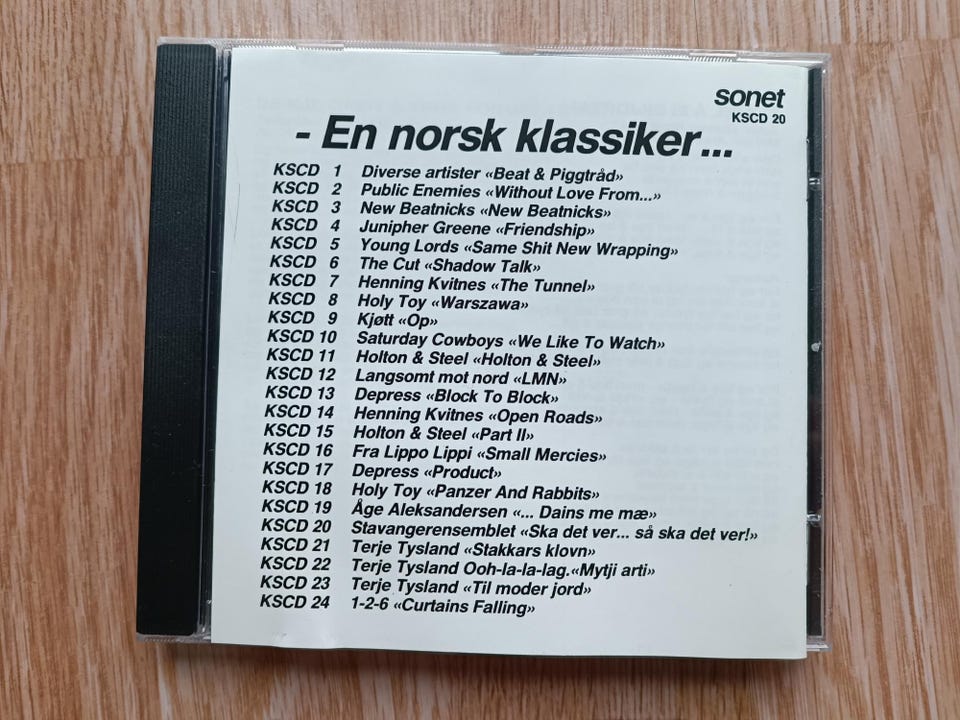 sonet
KSCD 20
- En norsk klassiker...
KSCD 1 Diverse artister «Beat & Piggtråd»
KSCD 2 Public Enemies «Without Love From...»
KSCD 3 New Beatnicks «New Beatnicks»
KSCD 4 Junipher Greene «Friendship»
KSCD 5 Young Lords «Same Shit New Wrapping»
KSCD 6 The Cut «Shadow Talk»
KSCD 7 Henning Kvitnes «The Tunnel»
KSCD 8 Holy Toy «Warszawa»
KSCD 9 Kjøtt «Op»
KSCD 10 Saturday Cowboys «We Like To Watch»
KSCD 11 Holton & Steel «Holton & Steel»
KSCD 12 Langsomt mot nord «LMN»
KSCD 13 Depress «Block To Block»
KSCD 14 Henning Kvitnes «Open Roads»
KSCD 15 Holton & Steel «Part II»
KSCD 16 Fra Lippo Lippi «Small Mercies»
KSCD 17 Depress «Product»
KSCD 18 Holy Toy «Panzer And Rabbits»
KSCD 19 Åge Aleksandersen «... Dains me mæ»
KSCD 20 Stavangerensemblet «Ska det ver... så ska det ver!»
KSCD 21 Terje Tysland «Stakkars klovn»
KSCD 22 Terje Tysland Ooh-la-la-lag.«Mytji arti»
KSCD 23 Terje Tysland «Til moder jord»
KSCD 24 1-2-6 «Curtains Falling»